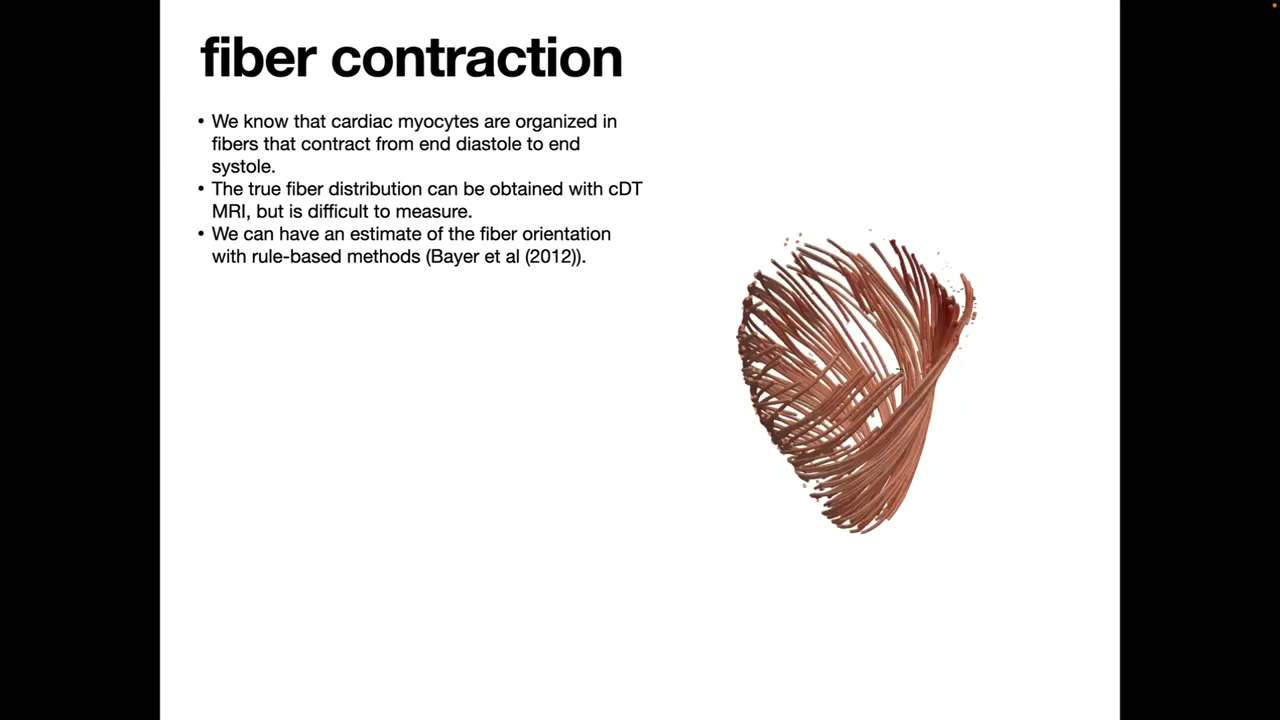 fiber contraction
• We know that cardiac myocytes are organized in
fibers that contract from end diastole to end
systole.
• The true fiber distribution can be obtained with cDT
MRI, but is difficult to measure.
• We can have an estimate of the fiber orientation
with rule-based methods (Bayer et al (2012)).